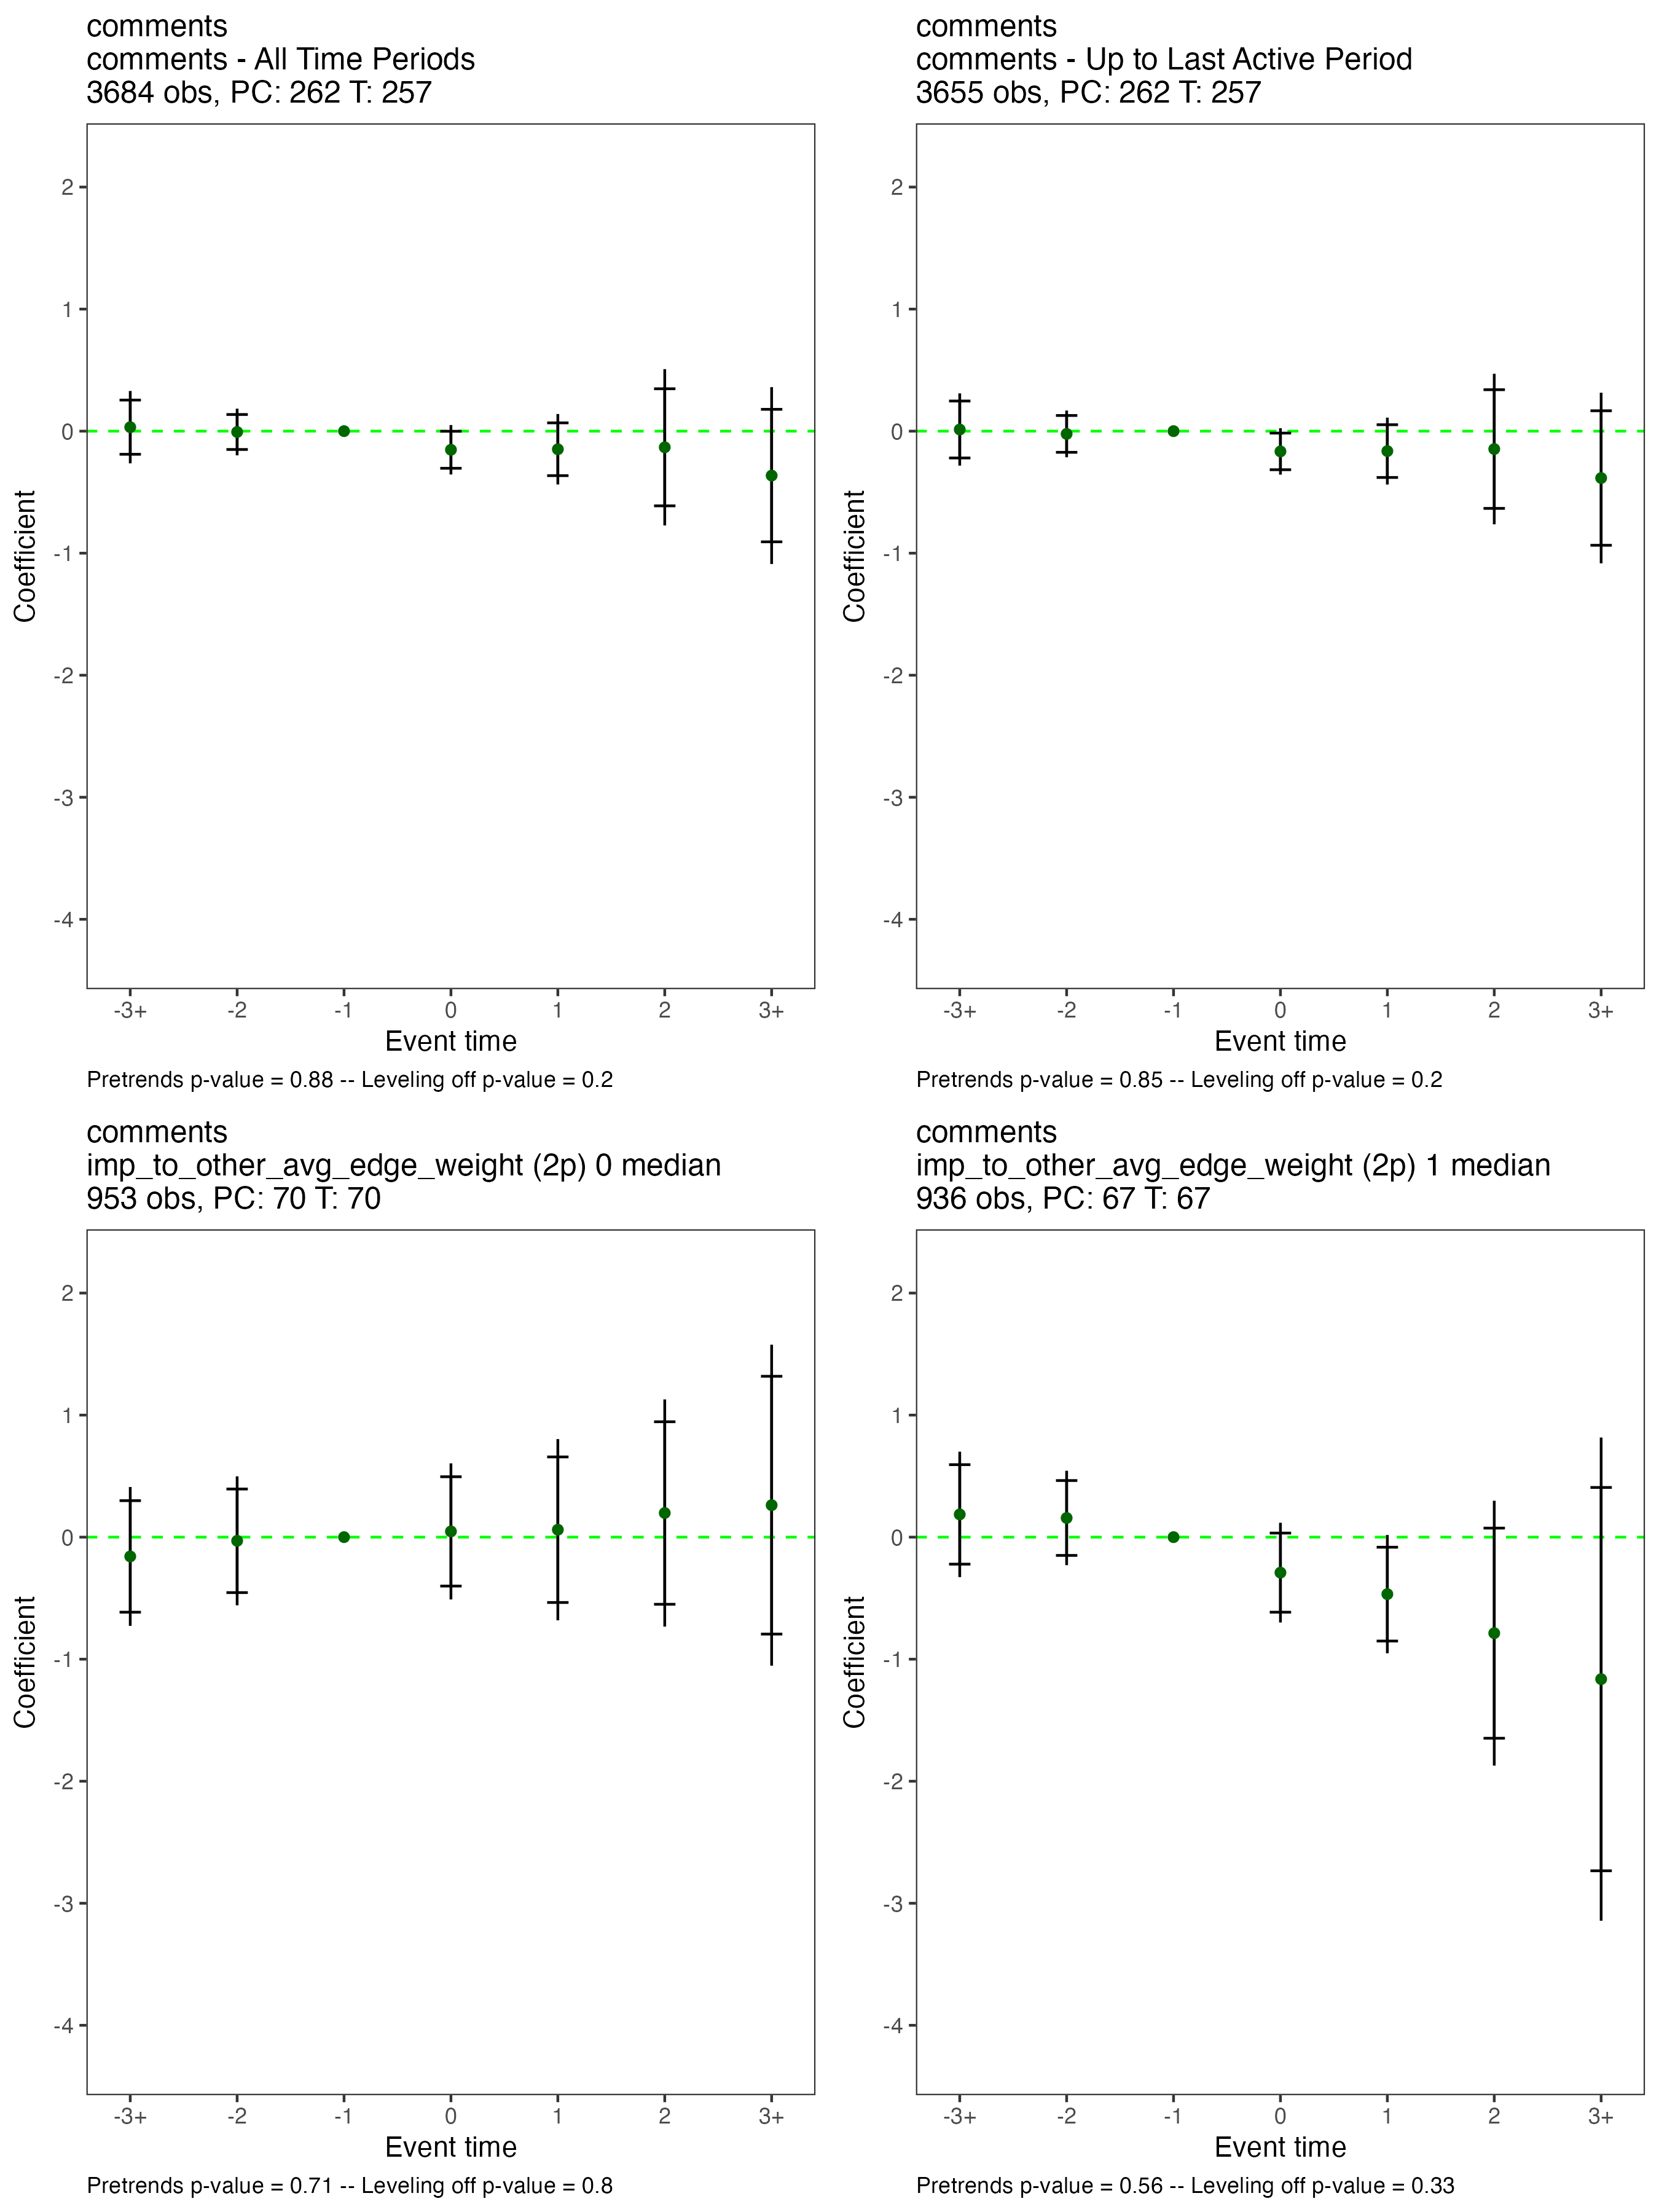 comments
comments - All Time Periods
3684 obs, PC: 262 T: 257
2
1
0
-1
-2
-3
-4
Coefficient
-3+ -2 -1 0 1 2 3+
Event time
Pretrends p-value = 0.88 -- Leveling off p-value = 0.2
comments
comments - Up to Last Active Period
3655 obs, PC: 262 T: 257
2
1
0
-1
-2
-3
-4
Coefficient
-3+ -2 -1 0 1 2 3+
Event time
Pretrends p-value = 0.85 -- Leveling off p-value = 0.2
comments
imp_to_other_avg_edge_weight (2p) 0 median
953 obs, PC: 70 T: 70
2
1
0
-1
-2
-3
-4
Coefficient
-3+ -2 -1 0 1 2 3+
Event time
Pretrends p-value = 0.71 -- Leveling off p-value = 0.8
comments
imp_to_other_avg_edge_weight (2p) 1 median
936 obs, PC: 67 T: 67
2
1
0
-1
-2
-3
-4
Coefficient
-3+ -2 -1 0 1 2 3+
Event time
Pretrends p-value = 0.56 -- Leveling off p-value = 0.33